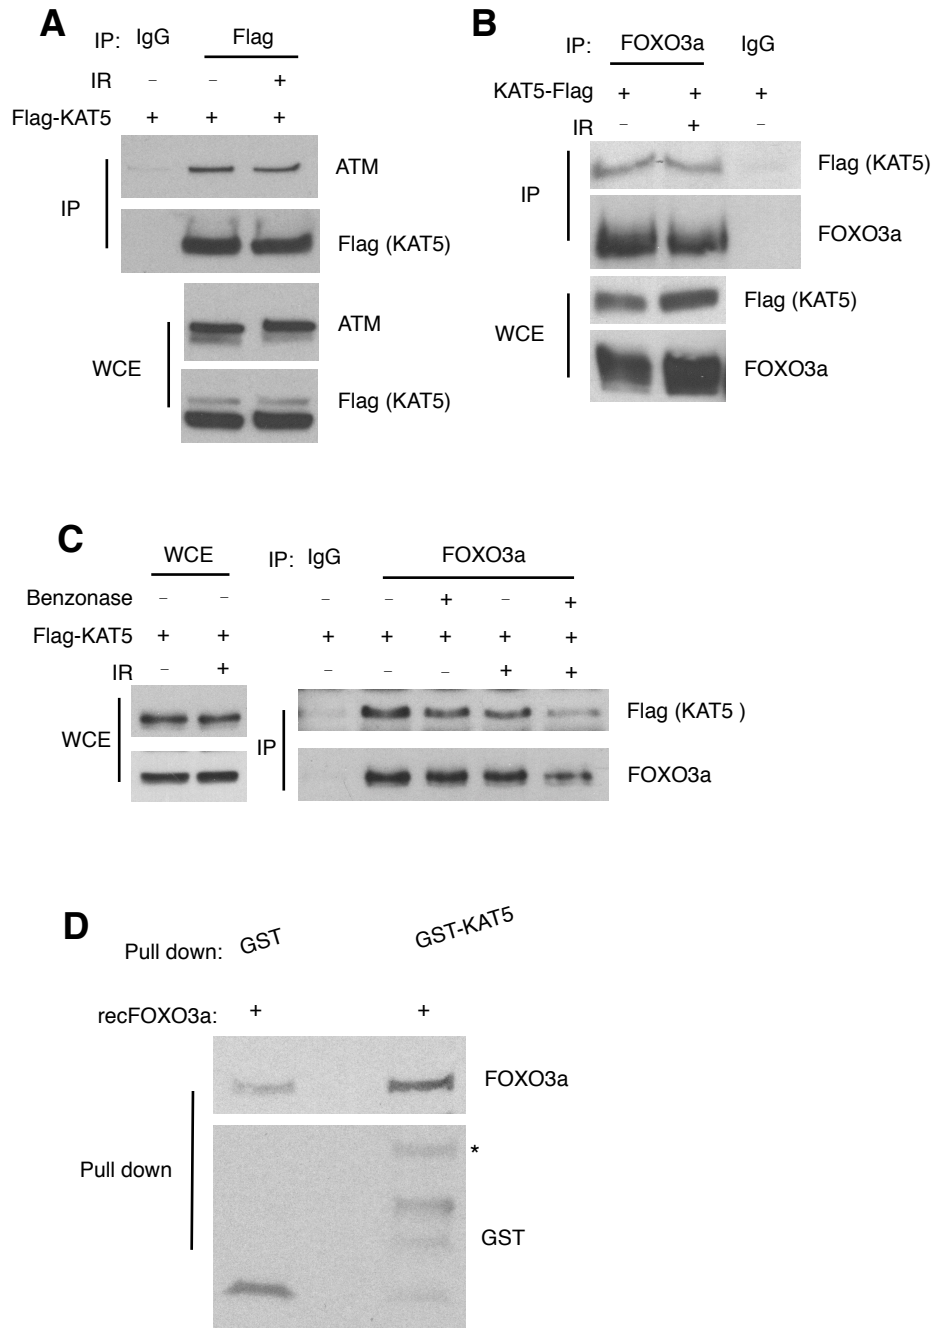 A
IP: IgG Flag
IR – – +
Flag-KAT5 + + +
ATM
IP
Flag (KAT5)
ATM
WCE
Flag (KAT5)
B
IP: FOXO3a IgG
KAT5-Flag + + +
IR – + –
Flag (KAT5)
IP
FOXO3a
Flag (KAT5)
WCE
FOXO3a
C
WCE IP: IgG FOXO3a
Benzonase – – – – + – +
Flag-KAT5 + + + + + + +
IR – + – – – + +
Flag (KAT5 )
WCE IP
FOXO3a
D
Pull down: GST GST-KAT5
recFOXO3a: + +
FOXO3a
*
Pull down
GST